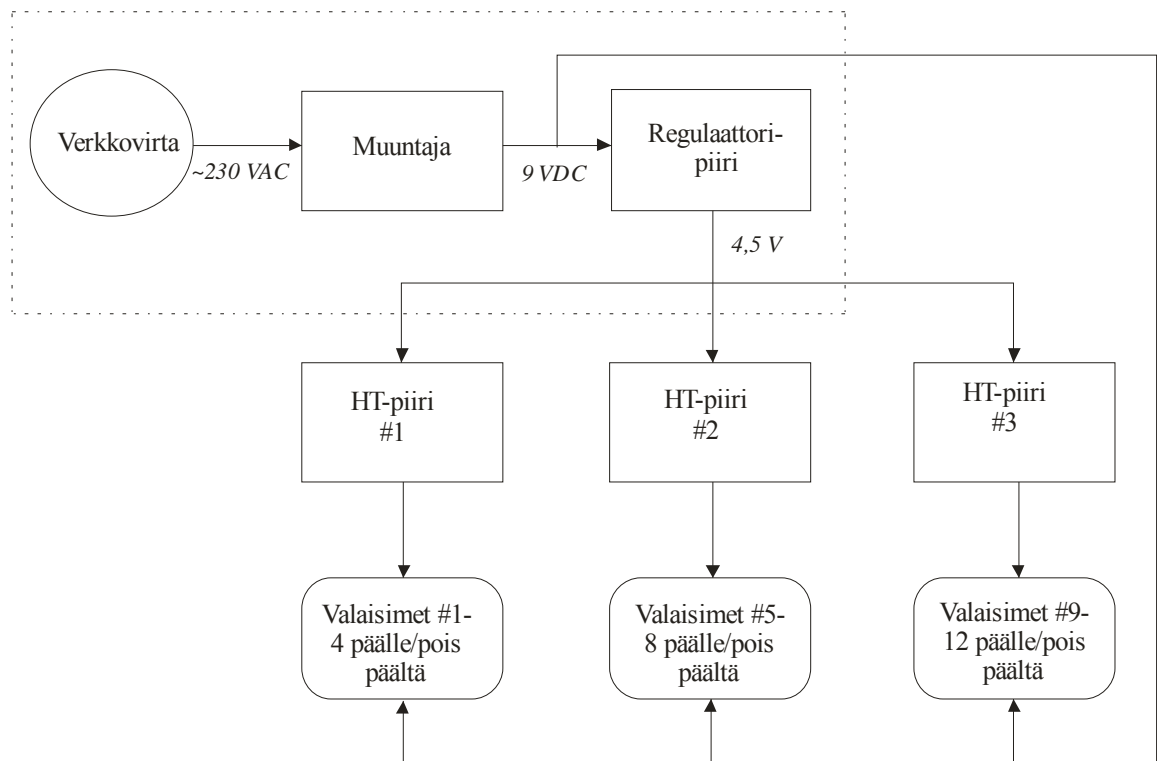 Verkkovirta
~230 VAC
Muuntaja
9 VDC
Regulaattori-
piiri
4,5 V
HT-piiri
#1
HT-piiri
#2
HT-piiri
#3
Valaisimet #1-
4 päälle/pois
päältä
Valaisimet #5-
8 päälle/pois
päältä
Valaisimet #9-
12 päälle/pois
päältä